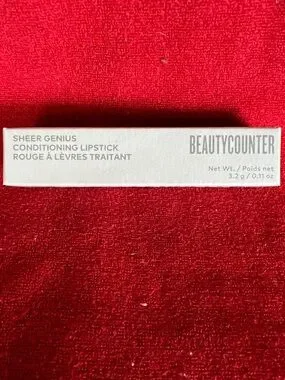 SHEER GENIUS
CONDITIONING LIPSTICK
ROUGE À LÈVRES TRAITANT
BEAUTYCOUNTER
Net Wt. / Poids net
3.2 g / 0.11 oz